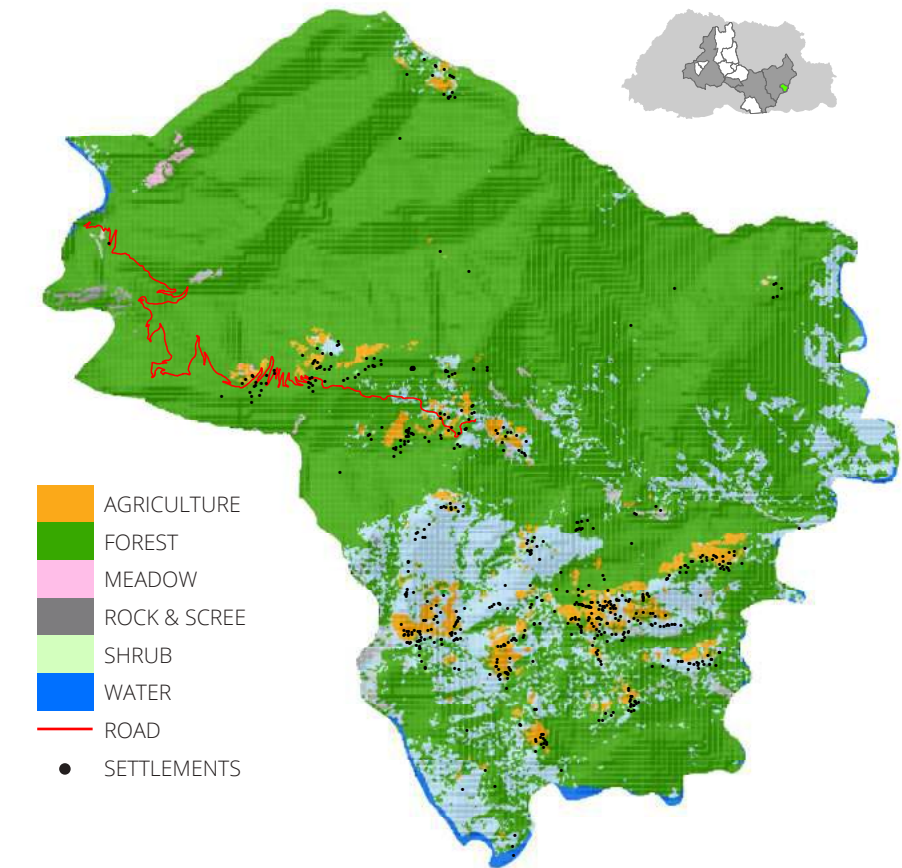 AGRICULTURE
FOREST
MEADOW
ROCK & SCREE
SHRUB
WATER
ROAD
SETTLEMENTS